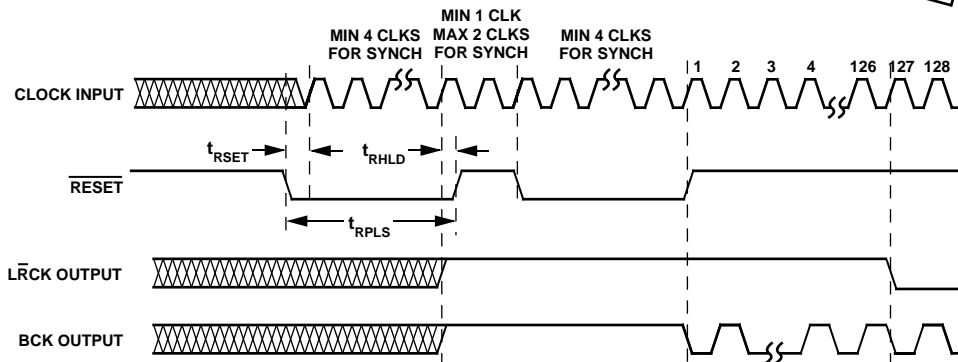 MIN 4 CLKS
FOR SYNCH
MIN 1 CLK
MAX 2 CLKS
FOR SYNCH
MIN 4 CLKS
FOR SYNCH
CLOCK INPUT
1 2 3 4 126 127 128
tRSET
tRHLD
RESET
tRPLS
LRCK OUTPUT
BCK OUTPUT